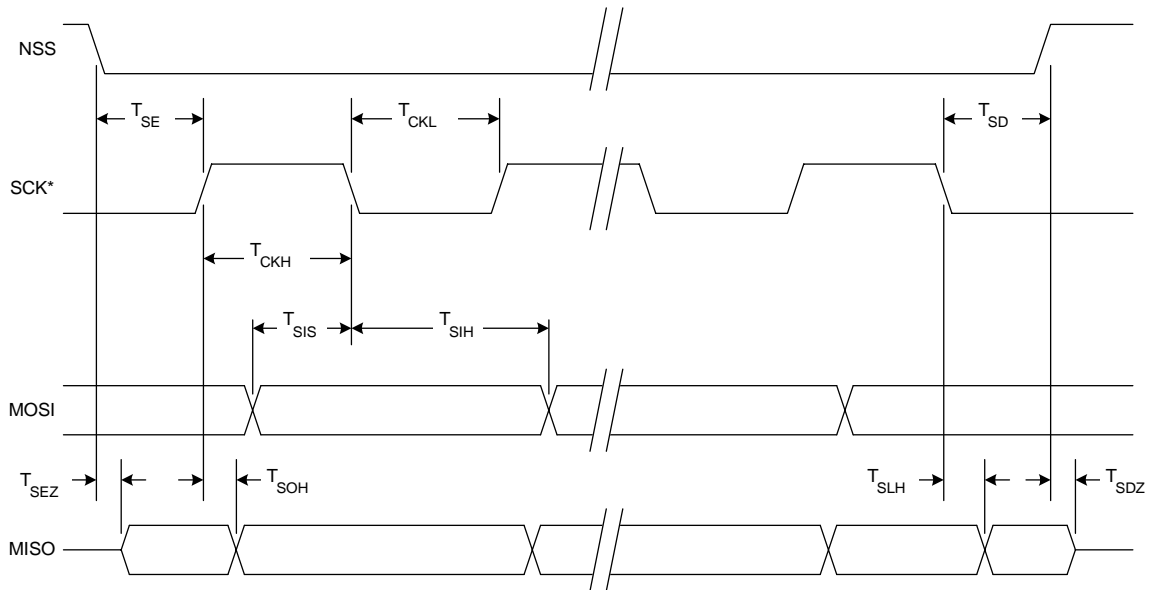 NSS
T_SE
T_CKL
T_SD
SCK*
T_CKH
T_SIS
T_SIH
MOSI
T_SEZ
T_SOH
T_SLH
T_SDZ
MISO